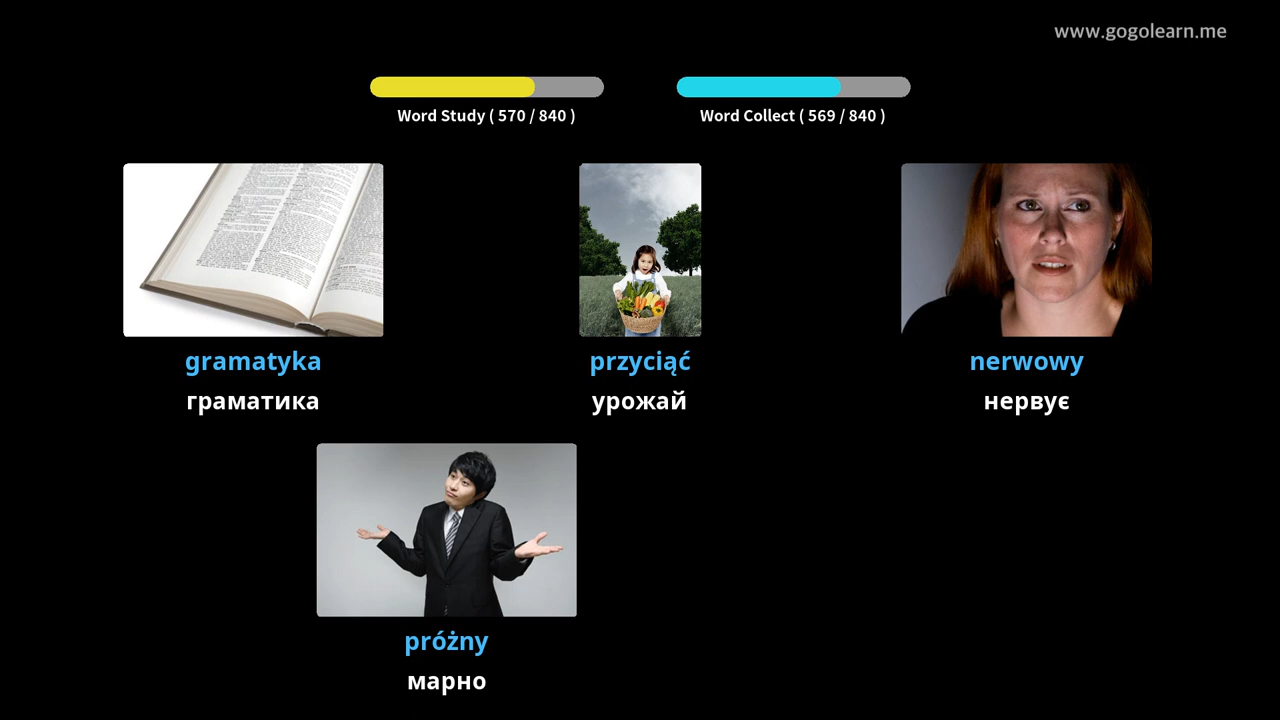 www.gogolearn.me
Word Study ( 570 / 840 )
Word Collect ( 569 / 840 )
gramatyka
граматика
przyciąć
урожай
nerwowy
нервує
próżny
марно